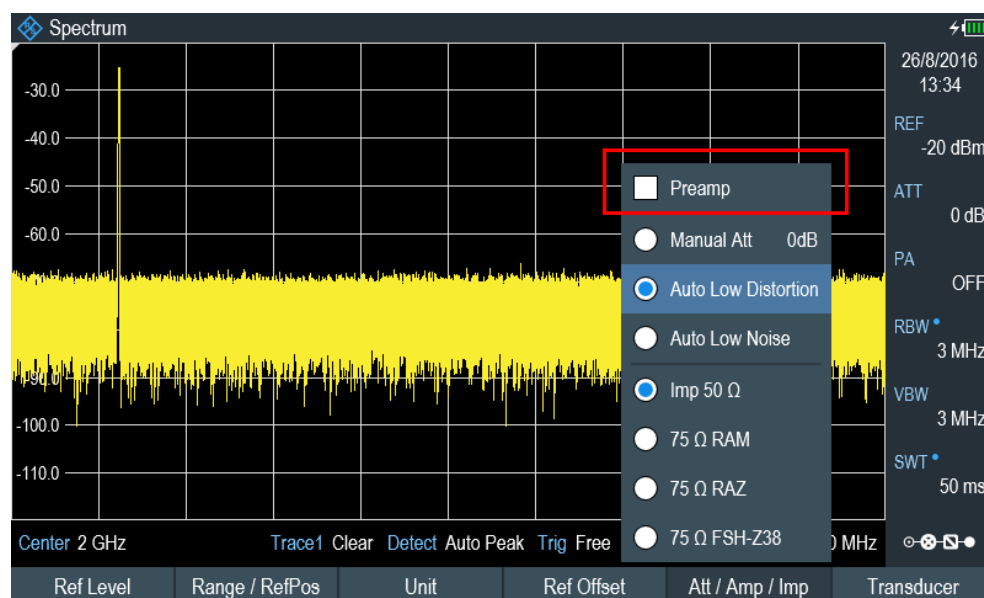 Spectrum
26/8/2016
13:34
-30.0
-40.0
-50.0
-60.0
-90.0
-100.0
-110.0
REF
-20 dBm
ATT
0 dB
PA
OFF
RBW
3 MHz
VBW
3 MHz
SWT
50 ms
Preamp
Manual Att 0dB
Auto Low Distortion
Auto Low Noise
Imp 50 Ω
75 Ω RAM
75 Ω RAZ
75 Ω FSH-Z38
Center 2 GHz Trace1 Clear Detect Auto Peak Trig Free 0 MHz
Ref Level Range / RefPos Unit Ref Offset Att / Amp / Imp Transducer